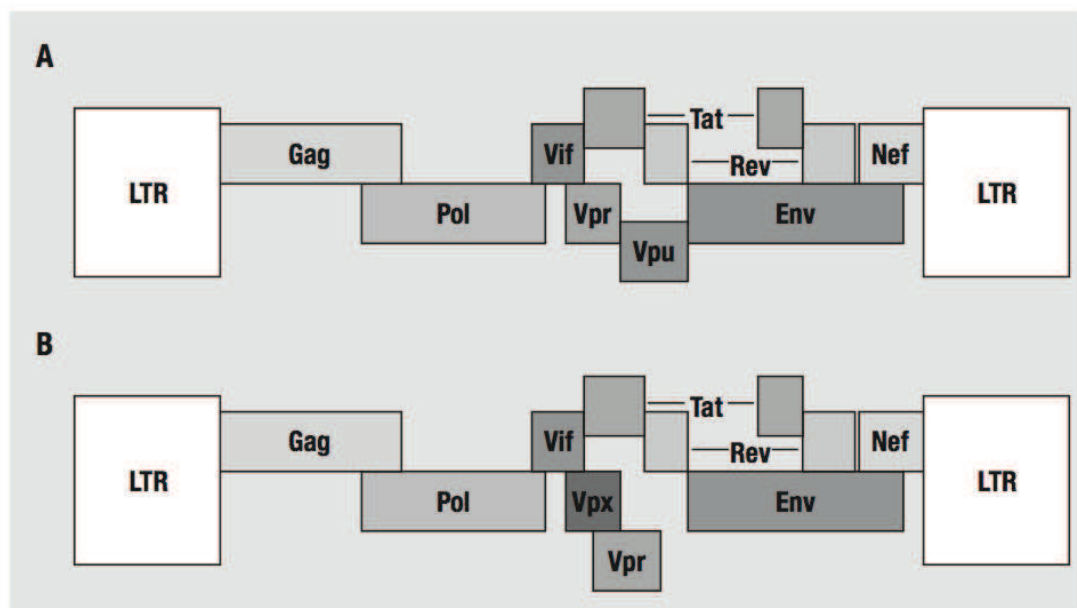 A
LTR
Gag
Pol
Vif
Vpr
Vpu
Tat
Rev
Env
Nef
LTR
B
LTR
Gag
Pol
Vif
Vpx
Vpr
Tat
Rev
Env
Nef
LTR